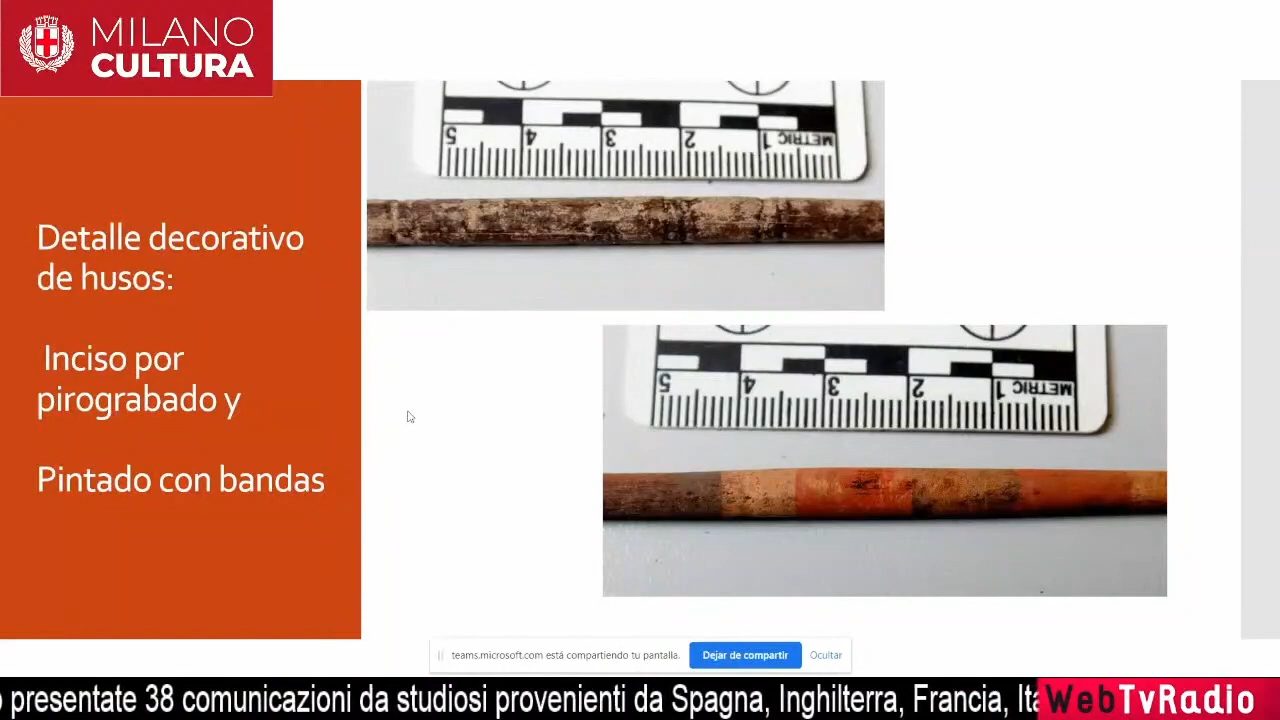 MILANO
CULTURA
Detalle decorativo
de husos:
Inciso por
pirograbado y
Pintado con bandas
5 4 3 2 1 METRIC
5 4 3 2 1 METRIC
teams.microsoft.com está compartiendo tu pantalla. Dejar de compartir Ocultar
presentate 38 comunicazioni da studiosi provenienti da Spagna, Inghilterra, Francia,
WebTvRadio